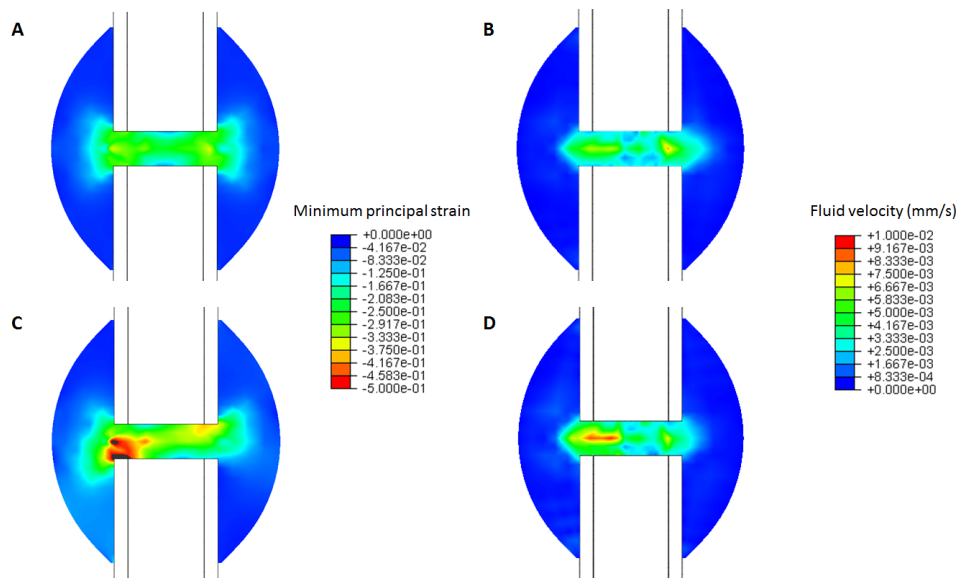 A
B
Minimum principal strain
+0.000e+00
-4.167e-02
-8.333e-02
-1.250e-01
-1.667e-01
-2.083e-01
-2.500e-01
-2.917e-01
-3.333e-01
-3.750e-01
-4.167e-01
-4.583e-01
-5.000e-01
Fluid velocity (mm/s)
+1.000e-02
+9.167e-03
+8.333e-03
+7.500e-03
+6.667e-03
+5.833e-03
+5.000e-03
+4.167e-03
+3.333e-03
+2.500e-03
+1.667e-03
+8.333e-04
+0.000e+00
C
D